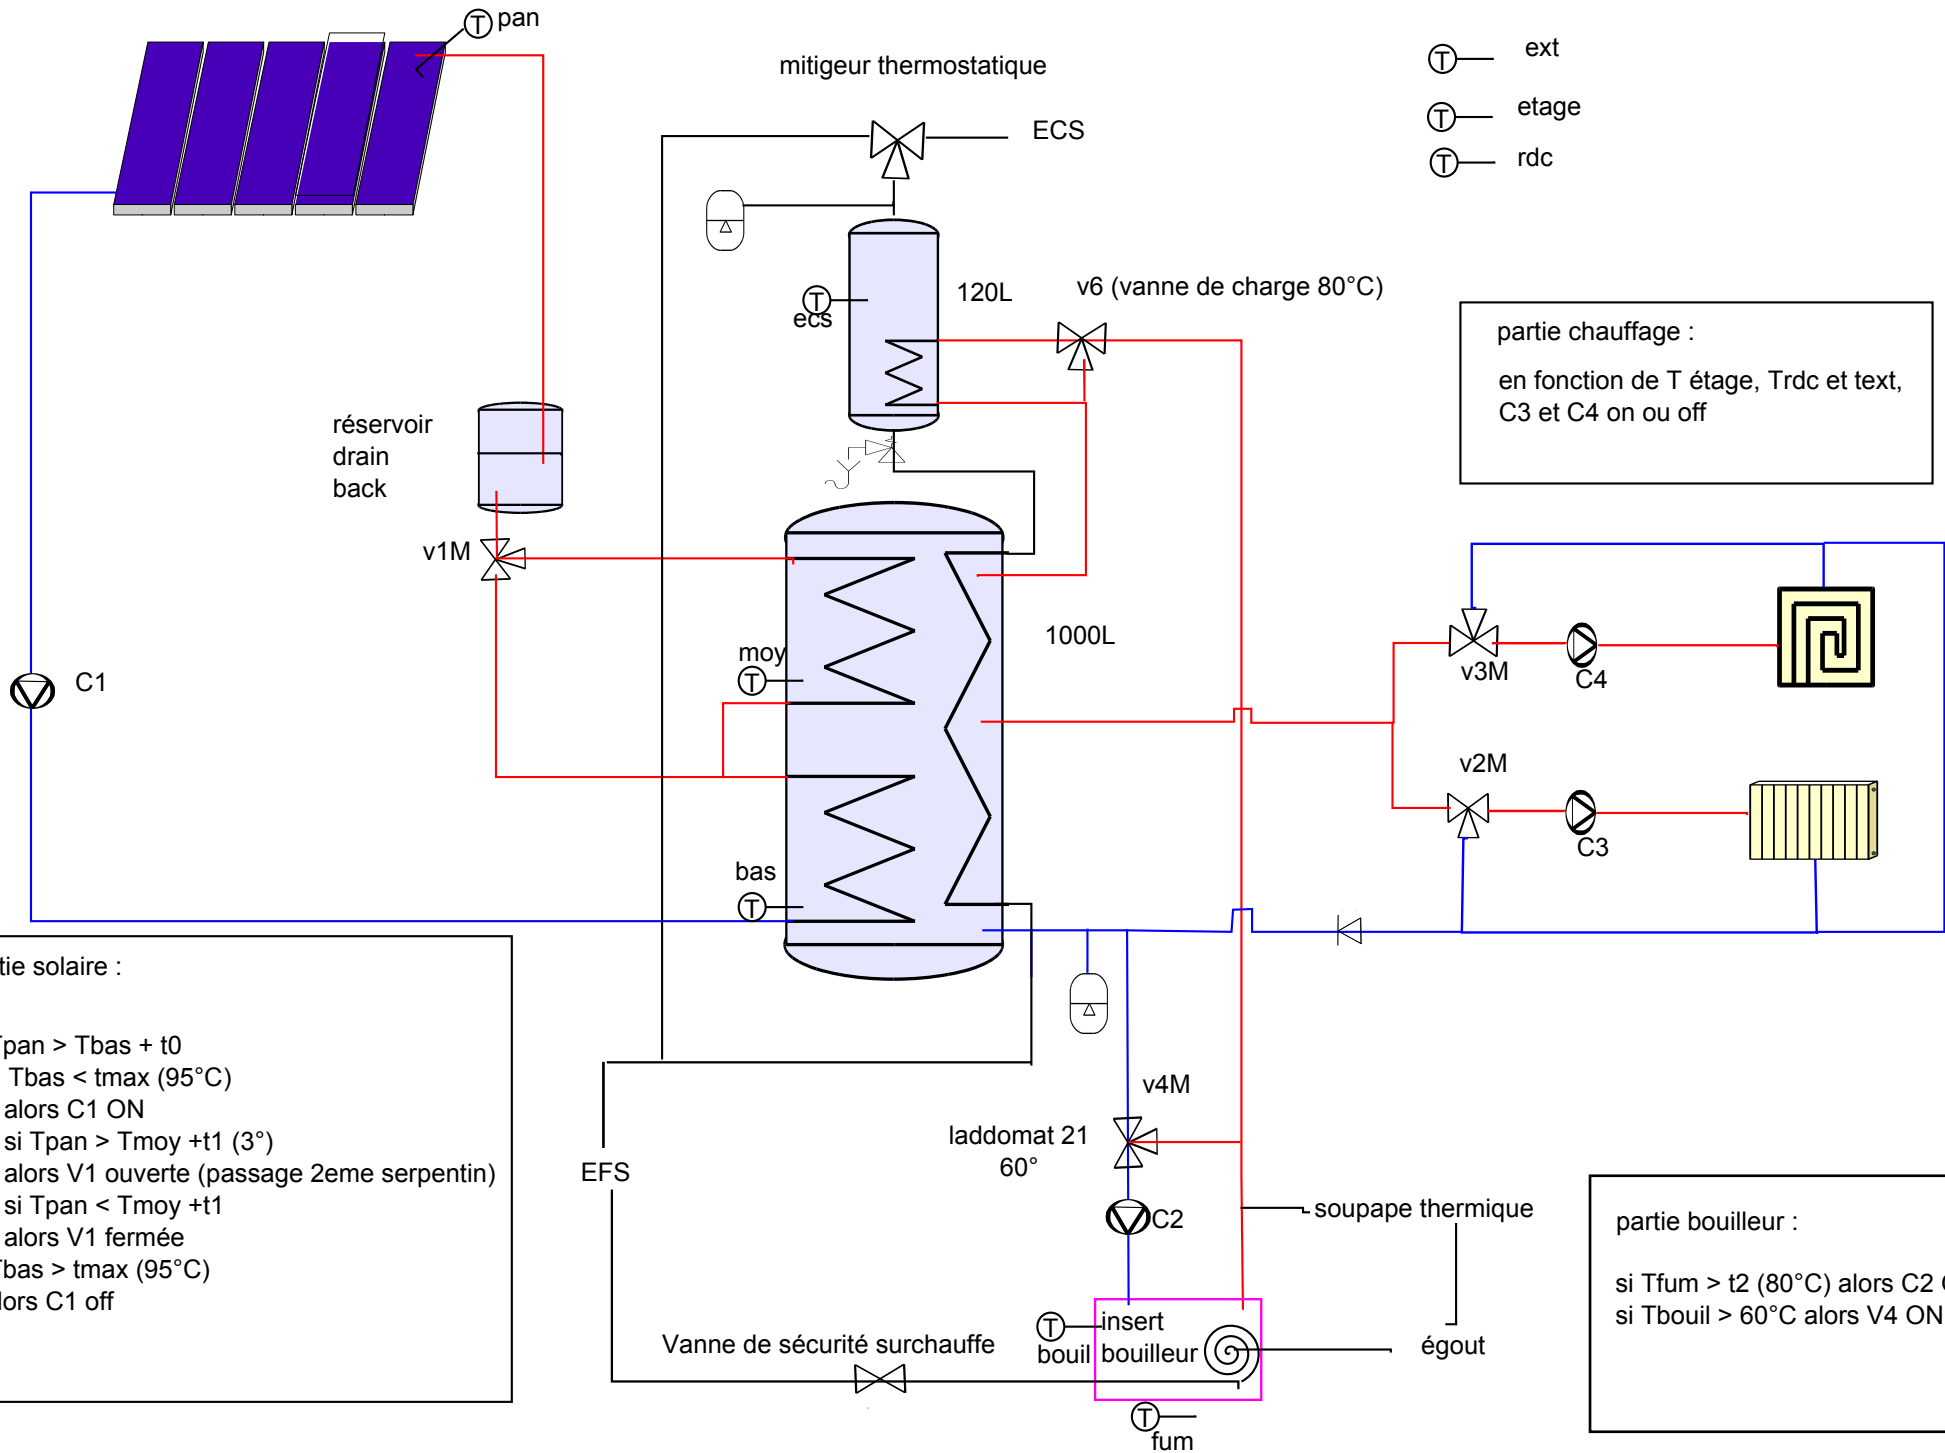 T pan
mitigeur thermostatique
ECS
T ext
T etage
T rdc
T
ecs
120L
v6 (vanne de charge 80°C)
partie chauffage :
en fonction de T étage, Trdc et text,
C3 et C4 on ou off
réservoir
drain
back
v1M
moy
T
1000L
C1
v3M
C4
v2M
C3
bas
T
tie solaire :
pan > Tbas + t0
Tbas < tmax (95°C)
alors C1 ON
si Tpan > Tmoy +t1 (3°)
alors V1 ouverte (passage 2eme serpentin)
si Tpan < Tmoy +t1
alors V1 fermée
bas > tmax (95°C)
lors C1 off
EFS
v4M
laddomat 21
60°
C2
soupape thermique
égout
Vanne de sécurité surchauffe
T
bouil
insert
bouilleur
T
fum
partie bouilleur :
si Tfum > t2 (80°C) alors C2
si Tbouil > 60°C alors V4 ON